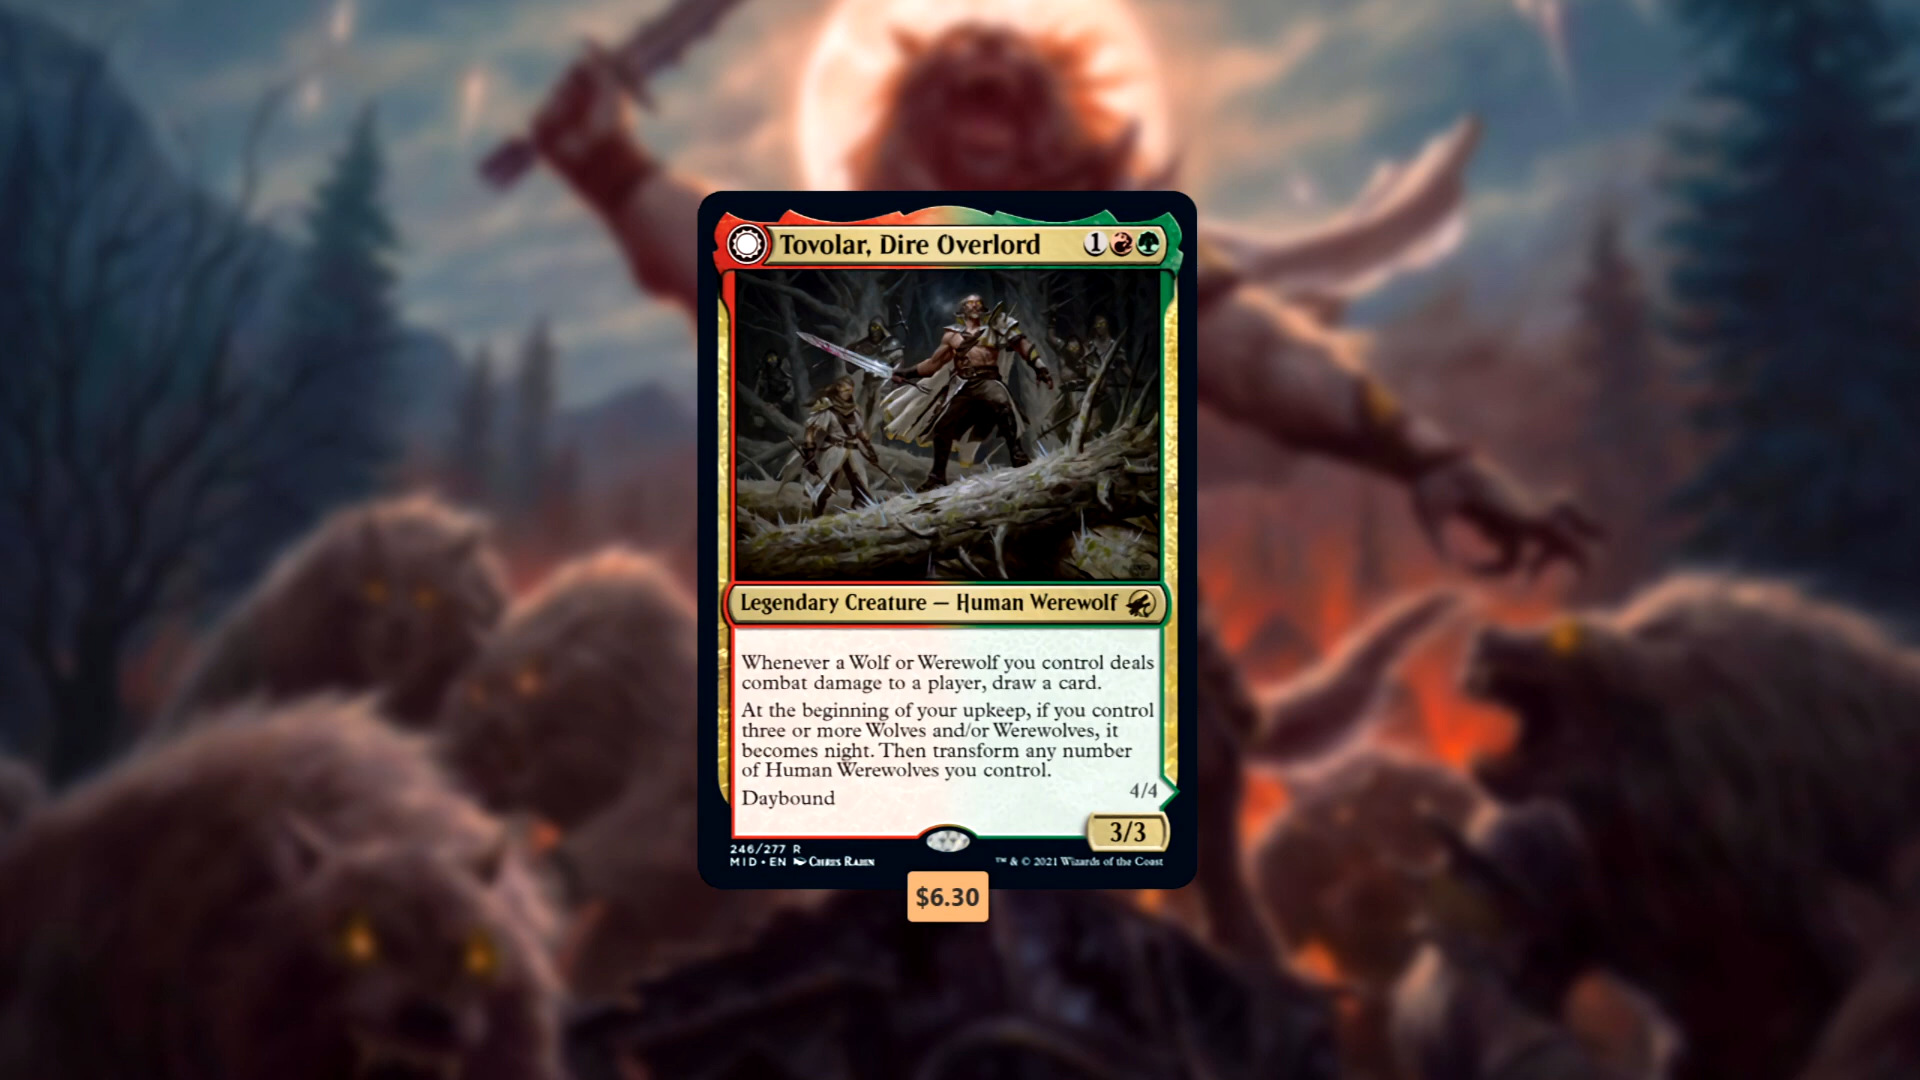 Tovolar, Dire Overlord 1
Legendary Creature — Human Werewolf
Whenever a Wolf or Werewolf you control deals
combat damage to a player, draw a card.
At the beginning of your upkeep, if you control
three or more Wolves and/or Werewolves, it
becomes night. Then transform any number
of Human Werewolves you control.
Daybound
4/4
3/3
246/277 R
MID • EN Chris Rahn
™ & © 2021 Wizards of the Coast
$6.30